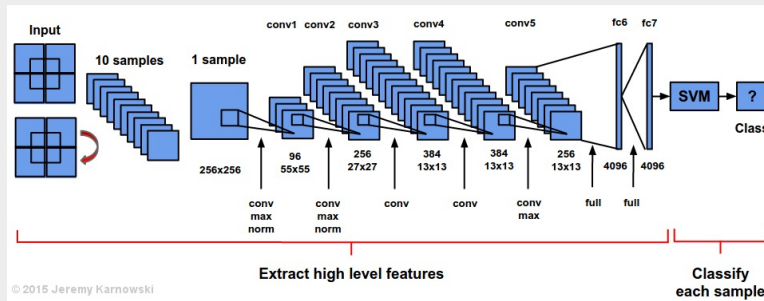 Input
10 samples
1 sample
conv1 conv2 conv3 conv4 conv5 fc6 fc7
SVM
?
Class
256x256
96
55x55
256
27x27
384
13x13
384
13x13
256
13x13
4096
4096
conv
max
norm
conv
max
norm
conv
conv
conv
max
full
full
Extract high level features
Classify
each sample
© 2015 Jeremy Karnowski